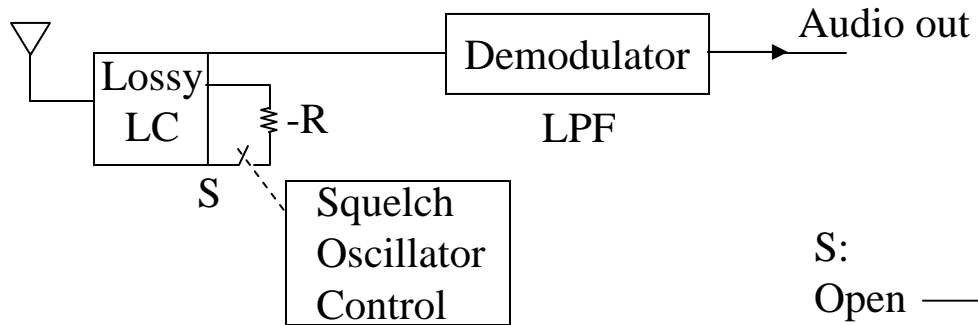 Audio out
Lossy
LC
-R
Demodulator
LPF
S
Squelch
Oscillator
Control
S:
Open